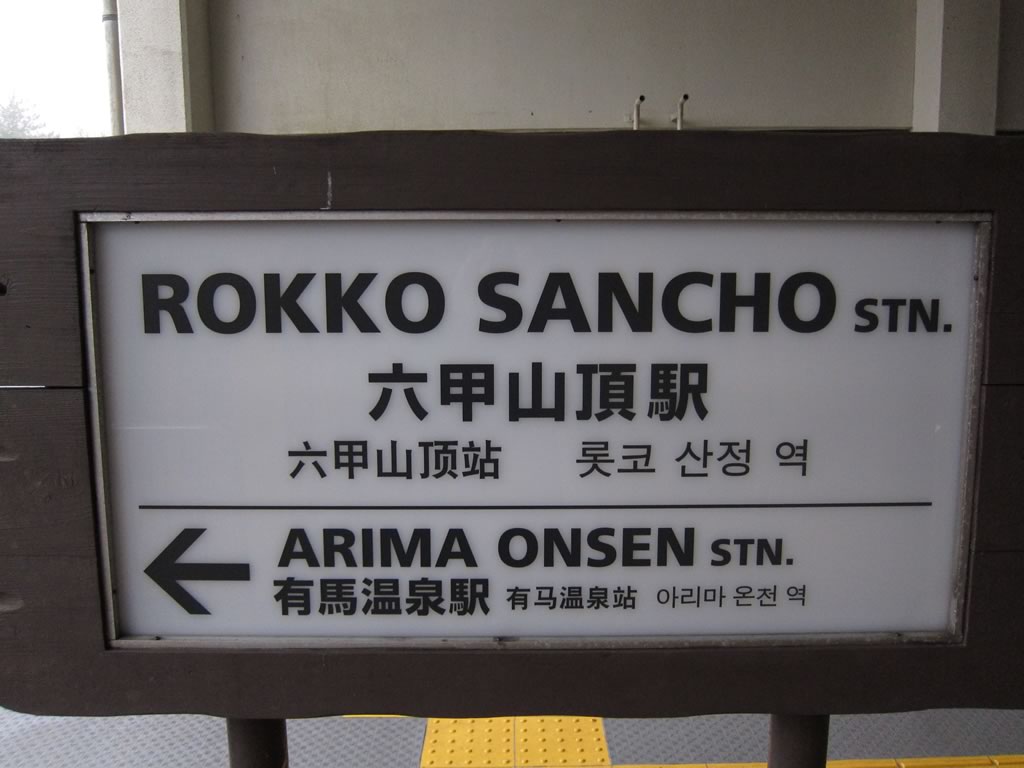 ROKKO SANCHO STN.
六甲山頂駅
六甲山顶站 롯코 산정 역
ARIMA ONSEN STN.
有馬温泉駅 有马温泉站 아리마 온전 역